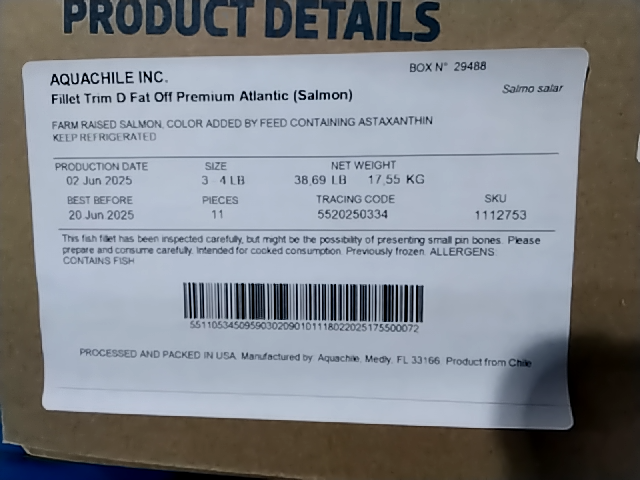 PRODUCT DETAILS
AQUACHILE INC.
BOX N° 29488
Fillet Trim D Fat Off Premium Atlantic (Salmon)
Salmo salar
FARM RAISED SALMON, COLOR ADDED BY FEED CONTAINING ASTAXANTHIN
KEEP REFRIGERATED
PRODUCTION DATE SIZE NET WEIGHT
02 Jun 2025 3 4 LB 38,69 LB 17,55 KG
BEST BEFORE PIECES TRACING CODE SKU
20 Jun 2025 11 5520250334 1112753
This fish fillet has been inspected carefully, but might be the possibility of presenting small pin bones. Please
prepare and consume carefully. Intended for cooked consumption. Previously frozen. ALLERGENS:
CONTAINS FISH
55110534509590302090101118022025175500072
PROCESSED AND PACKED IN USA. Manufactured by: Aquachile, Medly, FL 33166. Product from Chile